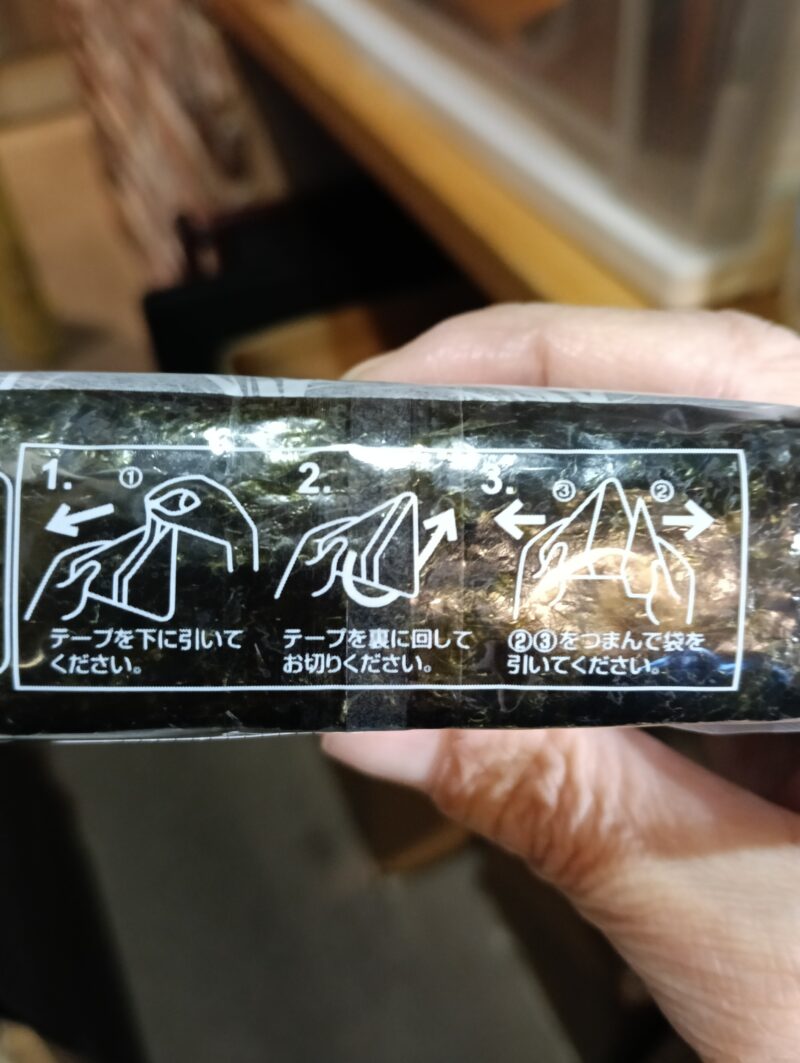 1. ①
テープを下に引いて
ください。
2.
テープを裏に回して
お切りください。
3. ③ ②
②③をつまんで袋を
引いてください。